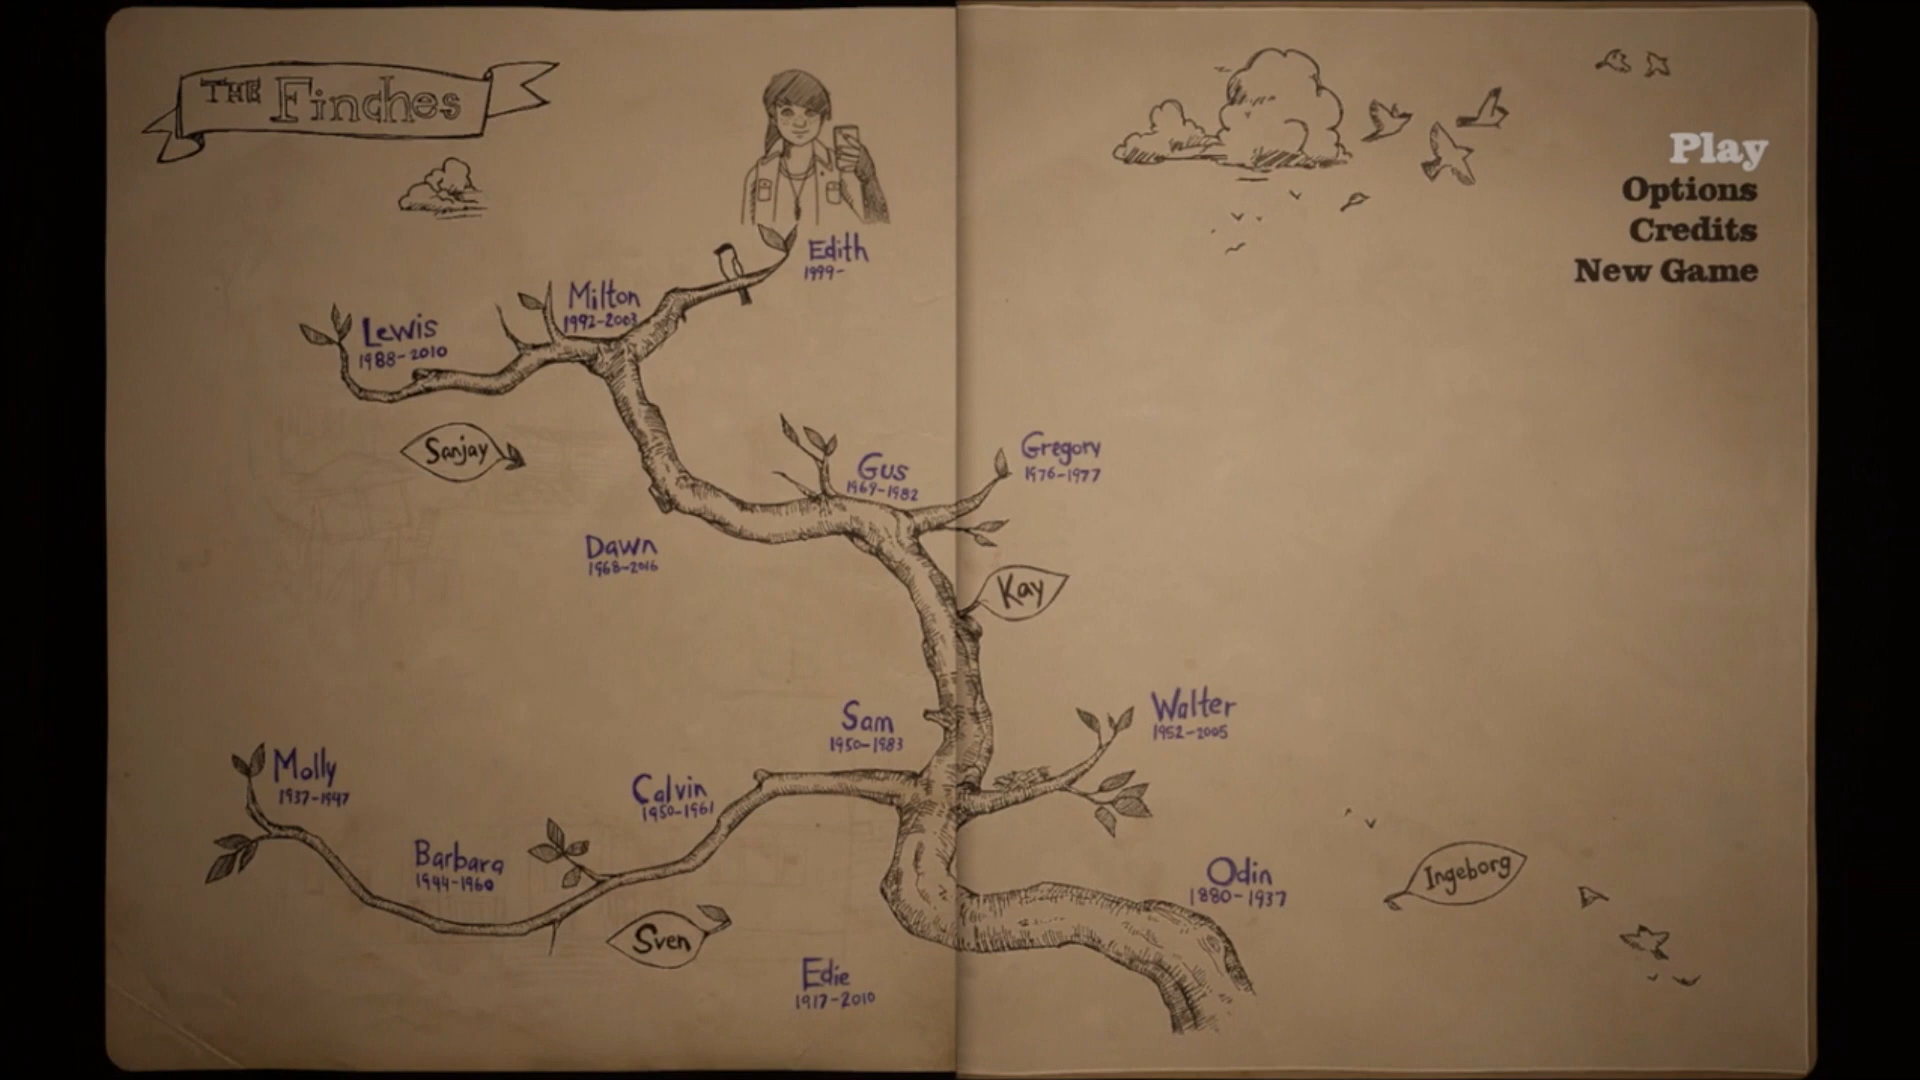 THE Finches
Play
Options
Credits
New Game
Edith
1999-
Milton
1992-2003
Lewis
1988-2010
Sanjay
Gus
1969-1982
Gregory
1976-1977
Dawn
1968-2016
Kay
Sam
1950-1983
Walter
1952-2005
Molly
1937-1947
Calvin
1950-1961
Barbara
1944-1960
Odin
1880-1937
Ingeborg
Sven
Edie
1917-2010